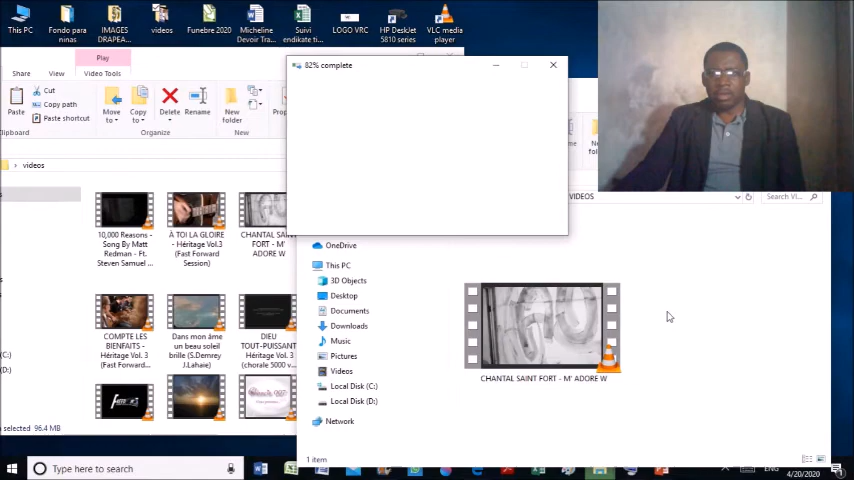 This PC
Fondo para
ninas
IMAGES
DRAPEA...
videos
Funebre 2020
Micheline
Devoir Tra...
Suivi
endikate ti...
LOGO VRC
HP DeskJet
5810 series
VLC media
player
Play
Share
View
Video Tools
Paste
Cut
Copy path
Paste shortcut
Move
to
Copy
to
Delete
Rename
New
folder
Organize
New
82% complete
videos
VIDEOS
Search VI...
10,000 Reasons -
Song By Matt
Redman - Ft.
Steven Samuel ...
À TOI LA GLOIRE
- Héritage Vol.3
(Fast Forward
Session)
CHANTAL SAINT
FORT - M'
ADORE W
COMPTE LES
BIENFAITS -
Héritage Vol. 3
(Fast Forward
Dans mon âme
un beau soleil
brille (S.Demrey
J.Lahaie)
DIEU
TOUT-PUISSANT
Héritage Vol. 3
(chorale 5000 v...
(C:)
(D:)
selected 96.4 MB
OneDrive
This PC
3D Objects
Desktop
Documents
Downloads
Music
Pictures
Videos
Local Disk (C:)
Local Disk (D:)
Network
CHANTAL SAINT FORT - M' ADORE W
1 item
Type here to search
ENG
4/20/2020